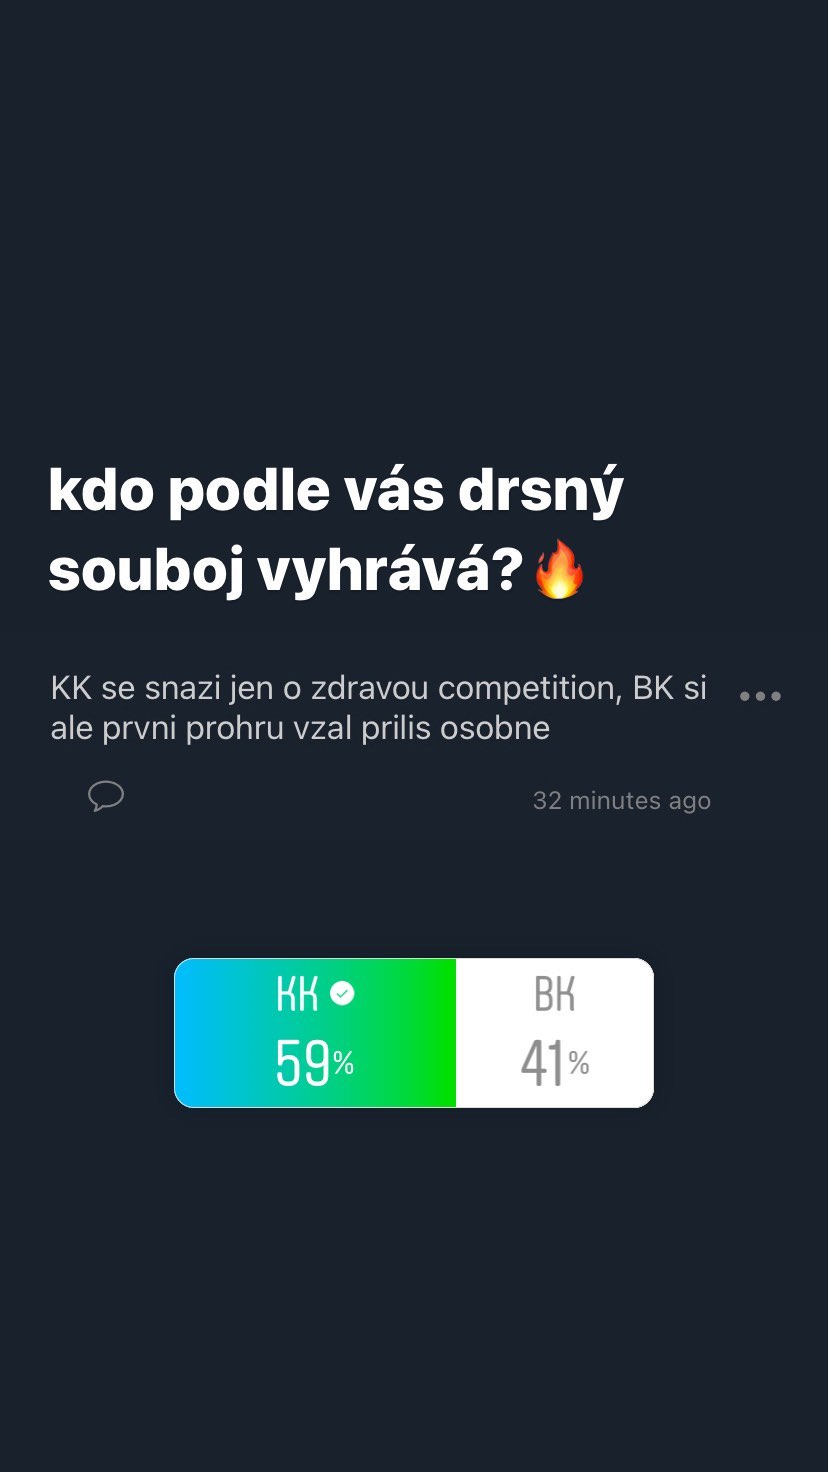 kdo podle vás drsný
souboj vyhrává?🔥
KK se snazi jen o zdravou competition, BK si
ale prvni prohru vzal prilis osobne
32 minutes ago
KK
BK
59%
41%